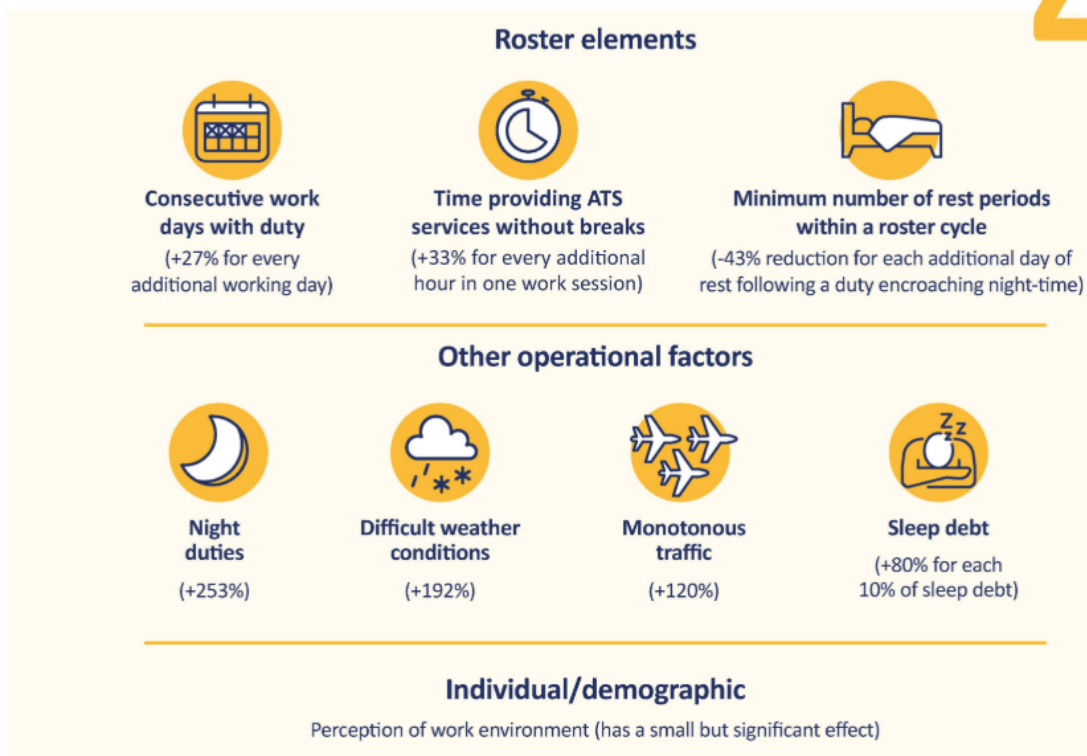 Roster elements
Consecutive work
days with duty
(+27% for every
additional working day)
Time providing ATS
services without breaks
(+33% for every additional
hour in one work session)
Minimum number of rest periods
within a roster cycle
(-43% reduction for each additional day of
rest following a duty encroaching night-time)
Other operational factors
Night
duties
(+253%)
Difficult weather
conditions
(+192%)
Monotonous
traffic
(+120%)
Zzz
Sleep debt
(+80% for each
10% of sleep debt)
Individual/demographic
Perception of work environment (has a small but significant effect)